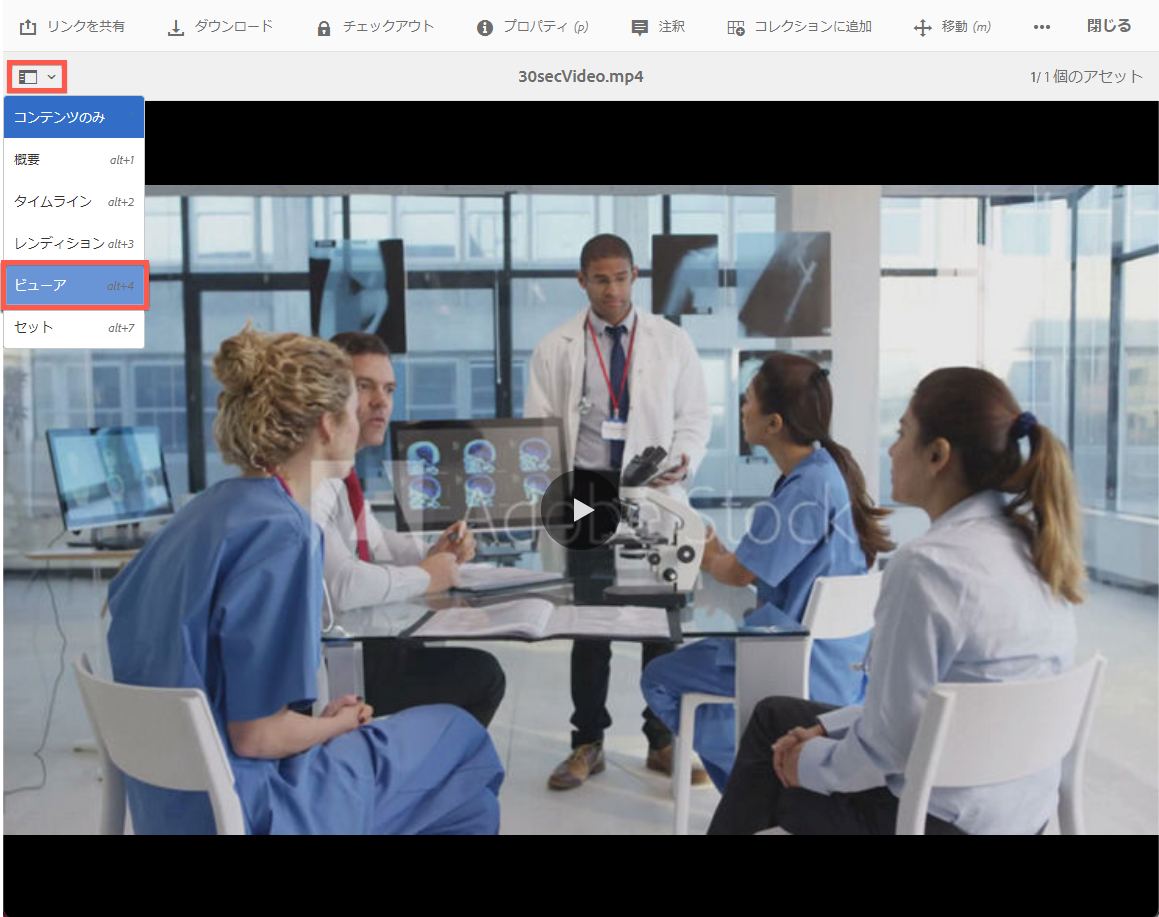 リンクを共有 ダウンロード チェックアウト プロパティ (p) 注釈 コレクションに追加 移動 (m) ••• 閉じる
30secVideo.mp4 1/1個のアセット
コンテンツのみ
概要 alt+1
タイムライン alt+2
レンディション alt+3
ビューア alt+4
セット alt+7
Adobe Stock